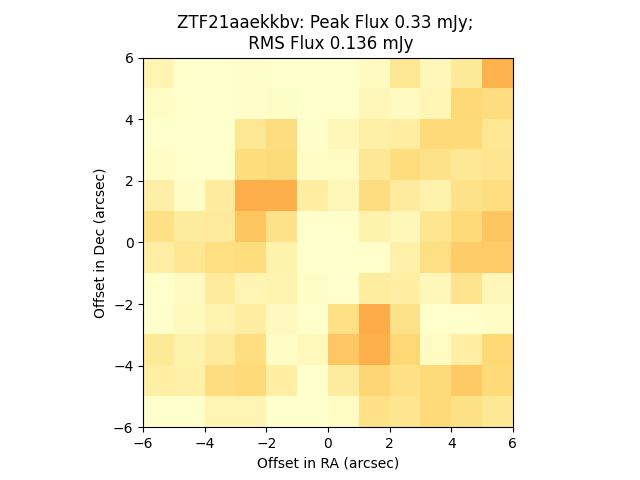 ZTF21aaekkbv: Peak Flux 0.33 mJy;
RMS Flux 0.136 mJy
6
4
2
0
−2
−4
−6
Offset in Dec (arcsec)
−6 −4 −2 0 2 4 6
Offset in RA (arcsec)